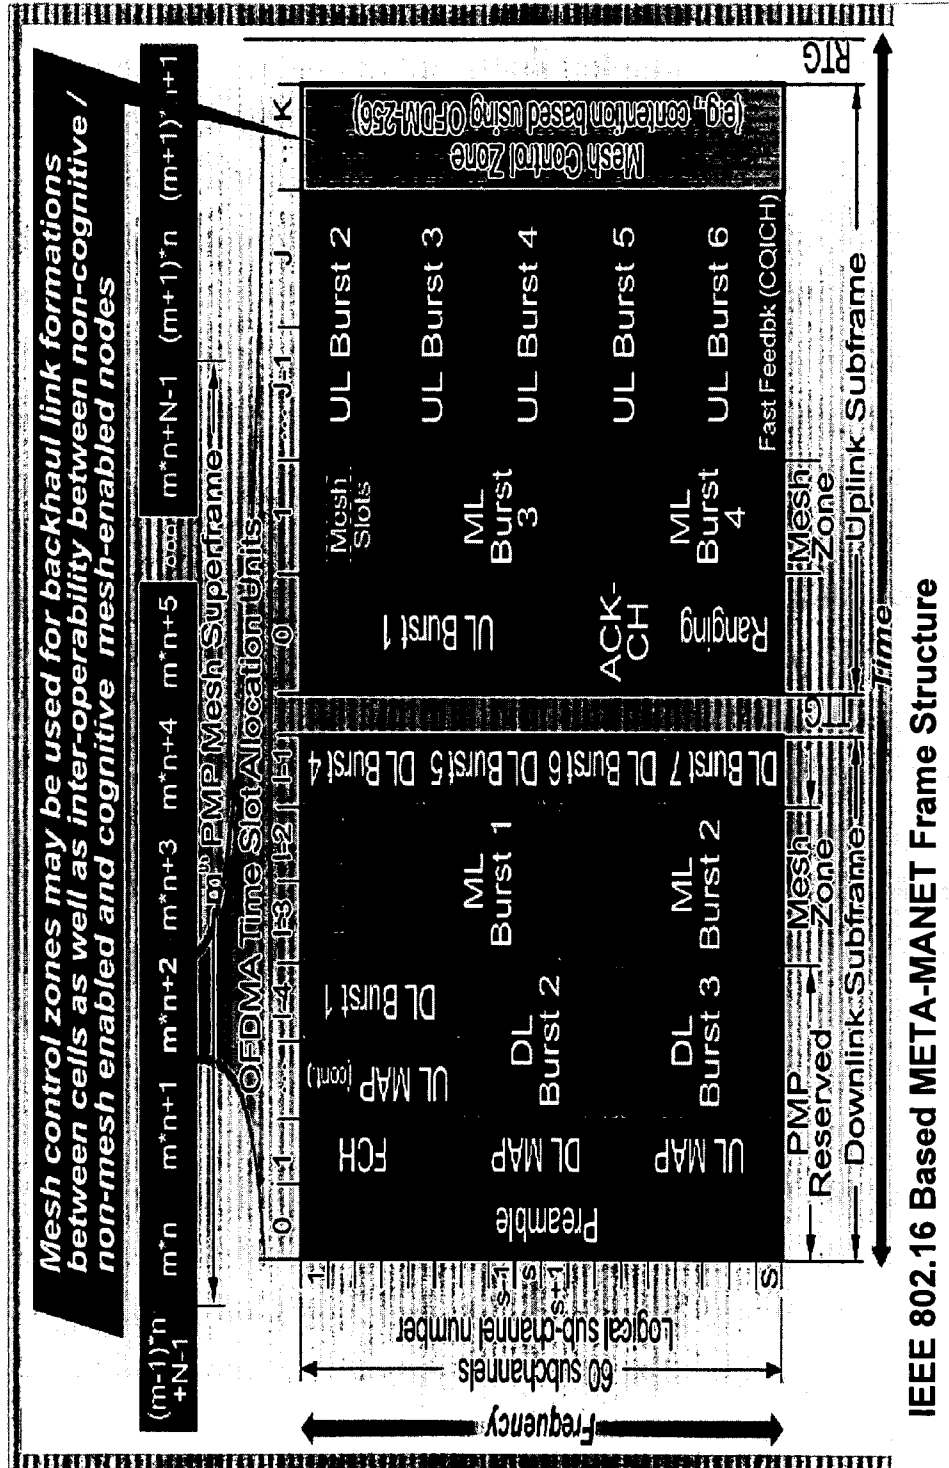 Mesh control zones may be used for backhaul link formations
between cells as well as inter-operability between non-cognitive /
non-mesh enabled and cognitive mesh-enabled nodes
(m-1)*n
+N-1
m*n
m*n+1
m*n+2
m*n+3
m*n+4
m*n+5
m*n+N-1
(m+1)*n
PMP Mesh Superframe
OFDMA Time Slot Allocation Units
0
1
I-4
I-3
I-2
I-1
0
1
J-1
J
K
Preamble
FCH
DL MAP
UL MAP
UL MAP (cont)
DL Burst 1
DL
Burst 2
DL
Burst 3
ML
Burst 1
ML
Burst 2
DL Burst 4
DL Burst 5
DL Burst 6
DL Burst 7
UL Burst 1
ACK-
CH
Ranging
Mesh
Slots
ML
Burst
3
ML
Burst
4
UL Burst 2
UL Burst 3
UL Burst 4
UL Burst 5
UL Burst 6
Fast Feedbk (CQICH)
Mesh Control Zone
(e.g., contention based using OFDM-256)
1
s-1
s
s+1
S
Logical sub-channel number
60 subchannels
Frequency
PMP
Reserved
Mesh
Zone
Mesh
Zone
RTG
Downlink Subframe
Uplink Subframe
Time
IEEE 802.16 Based META-MANET Frame Structure